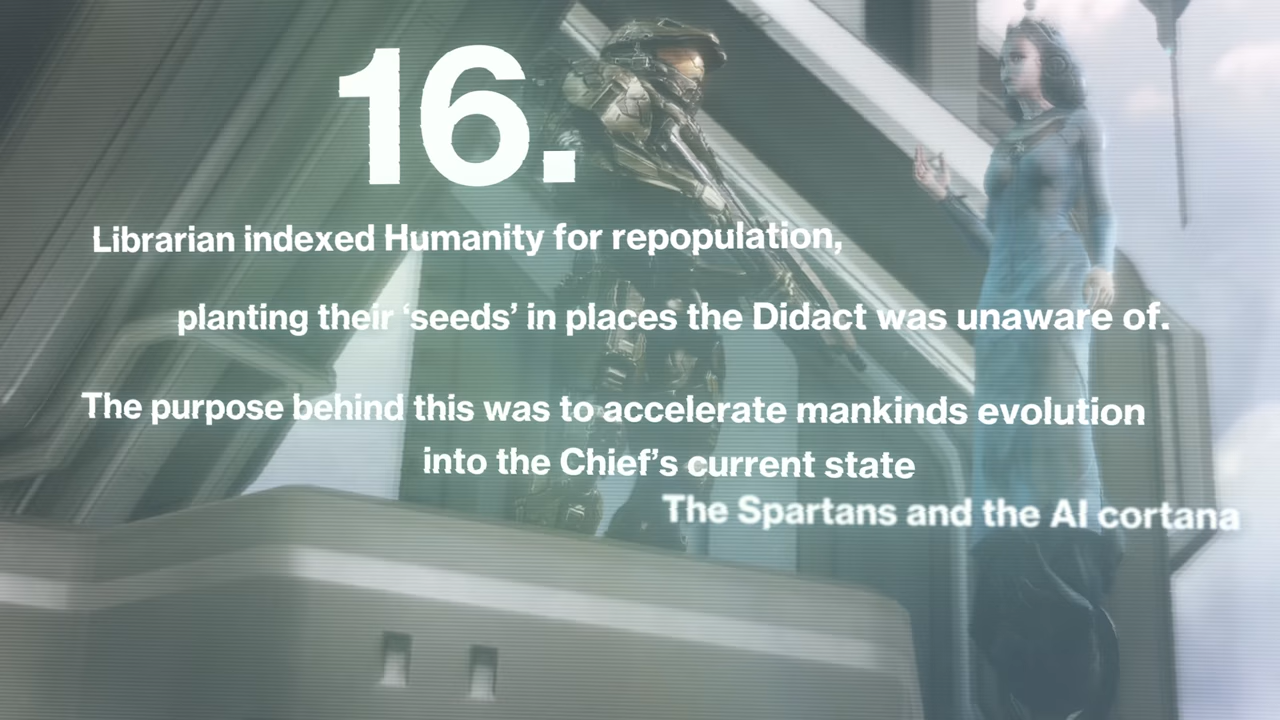 16.
Librarian indexed Humanity for repopulation,
planting their ‘seeds’ in places the Didact was unaware of.
The purpose behind this was to accelerate mankinds evolution
into the Chief’s current state
The Spartans and the AI cortana